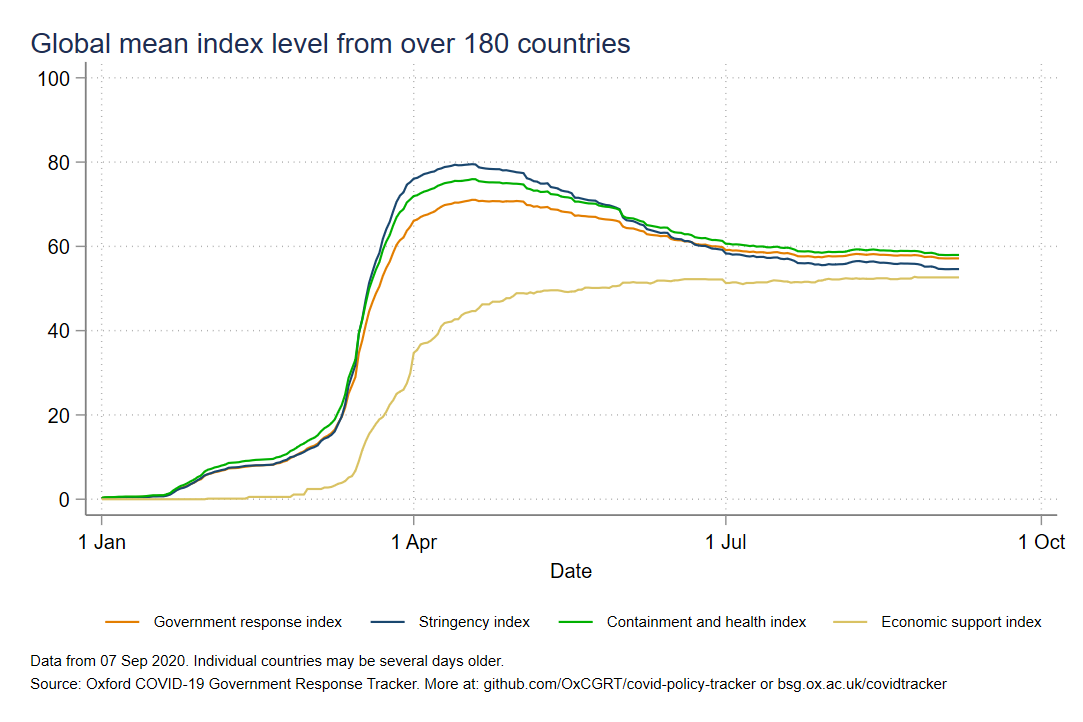 Global mean index level from over 180 countries
100
80
60
40
20
0
1 Jan 1 Apr 1 Jul 1 Oct
Date
Government response index Stringency index Containment and health index Economic support index
Data from 07 Sep 2020. Individual countries may be several days older.
Source: Oxford COVID-19 Government Response Tracker. More at: github.com/OxCGRT/covid-policy-tracker or bsg.ox.ac.uk/covidtracker